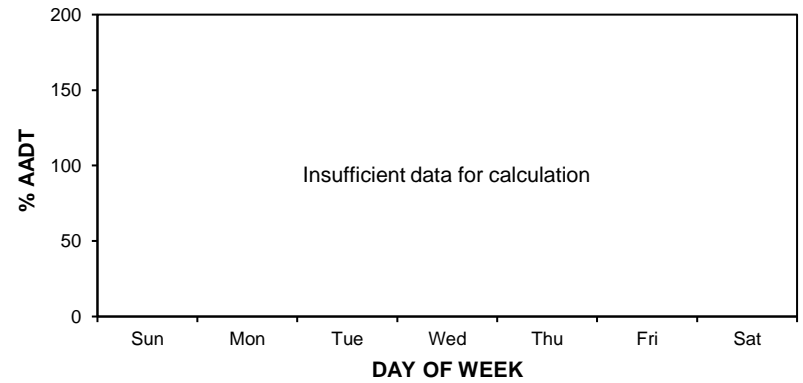 200
150
100
50
0
% AADT
Insufficient data for calculation
Sun Mon Tue Wed Thu Fri Sat
DAY OF WEEK